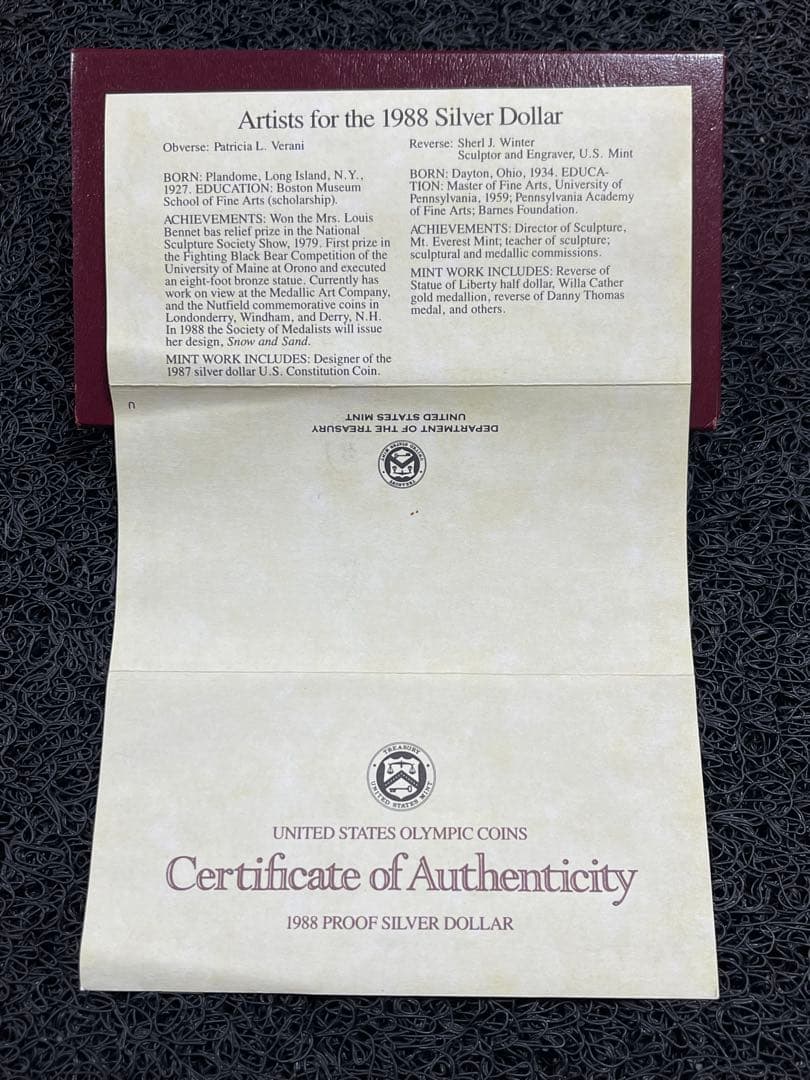 Artists for the 1988 Silver Dollar
Obverse: Patricia L. Verani
BORN: Plandome, Long Island, N.Y.,
1927. EDUCATION: Boston Museum
School of Fine Arts (scholarship).
ACHIEVEMENTS: Won the Mrs. Louis
Bennet bas relief prize in the National
Sculpture Society Show, 1979. First prize in
the Fighting Black Bear Competition of the
University of Maine at Orono and executed
an eight-foot bronze statue. Currently has
work on view at the Medallic Art Company,
and the Nutfield commemorative coins in
Londonderry, Windham, and Derry, N.H.
In 1988 the Society of Medalists will issue
her design, Snow and Sand.
MINT WORK INCLUDES: Designer of the
1987 silver dollar U.S. Constitution Coin.
Reverse: Sherl J. Winter
Sculptor and Engraver, U.S. Mint
BORN: Dayton, Ohio, 1934. EDUCA-
TION: Master of Fine Arts, University of
Pennsylvania, 1959; Pennsylvania Academy
of Fine Arts; Barnes Foundation.
ACHIEVEMENTS: Director of Sculpture,
Mt. Everest Mint; teacher of sculpture;
sculptural and medallic commissions.
MINT WORK INCLUDES: Reverse of
Statue of Liberty half dollar, Willa Cather
gold medallion, reverse of Danny Thomas
medal, and others.
U
DEPARTMENT OF THE TREASURY
UNITED STATES MINT
TREASURY
UNITED STATES MINT
TREASURY
UNITED STATES MINT
UNITED STATES OLYMPIC COINS
Certificate of Authenticity
1988 PROOF SILVER DOLLAR